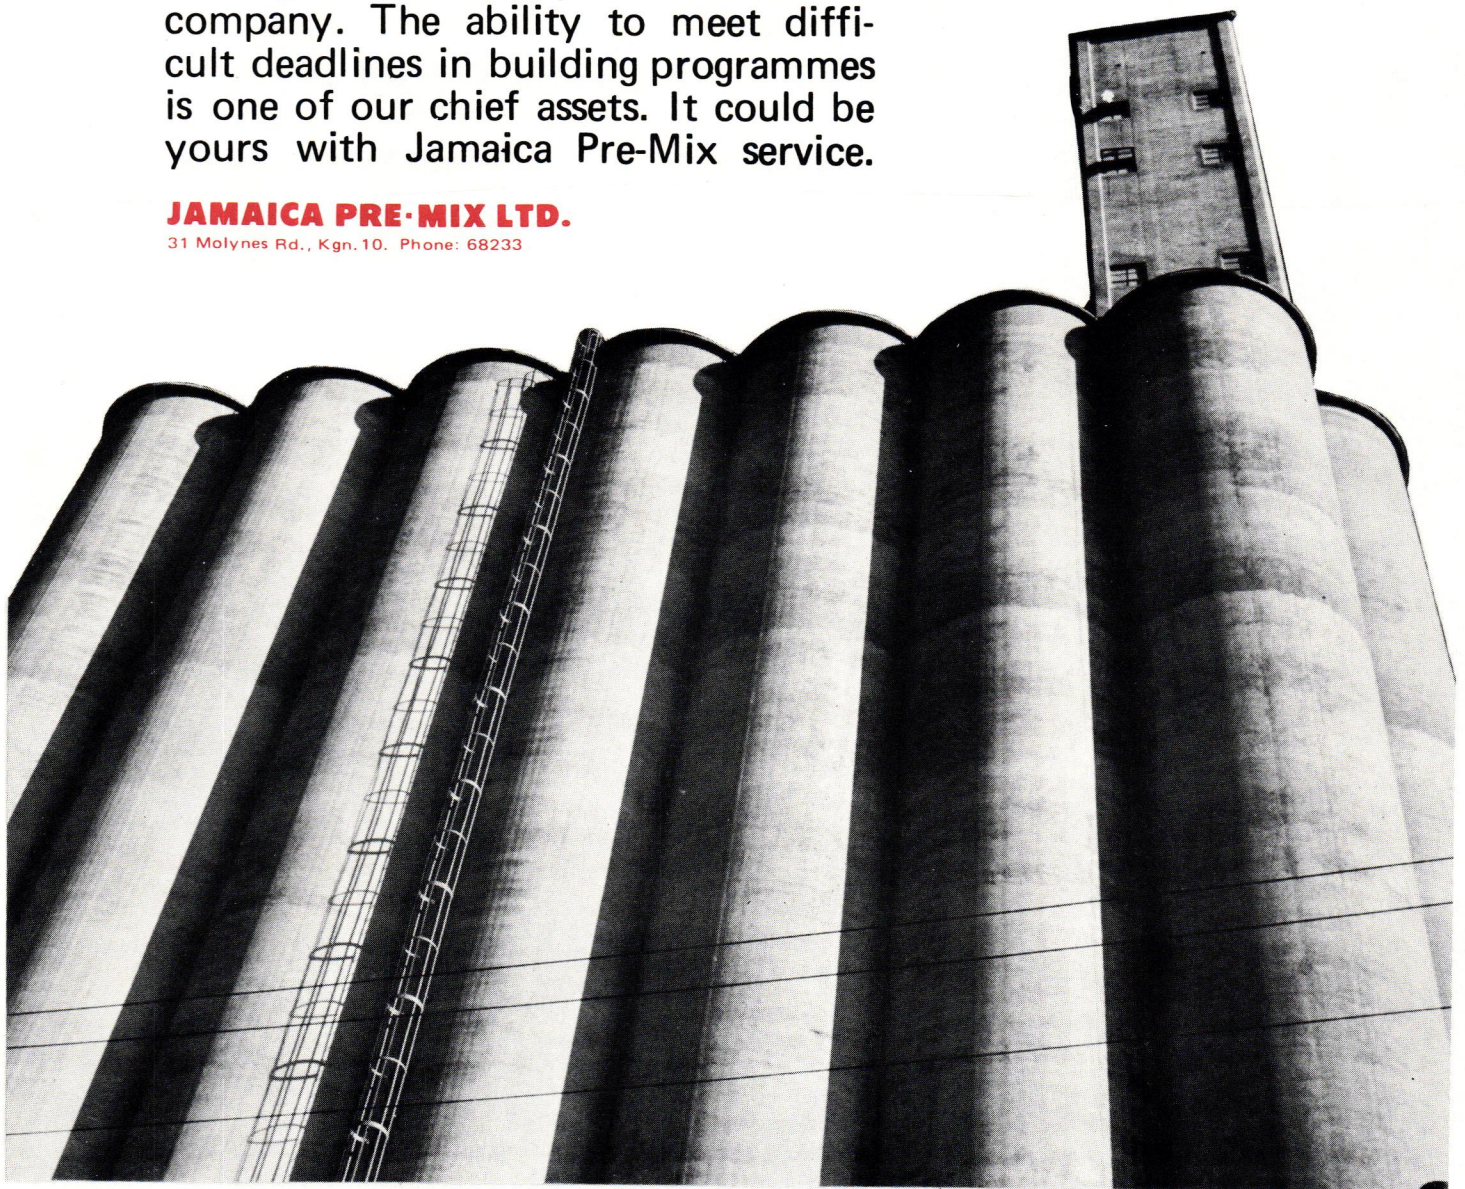 company. The ability to meet diffi-
cult deadlines in building programmes
is one of our chief assets. It could be
yours with Jamaica Pre-Mix service.
JAMAICA PRE-MIX LTD.
31 Molynes Rd., Kgn.10. Phone: 68233